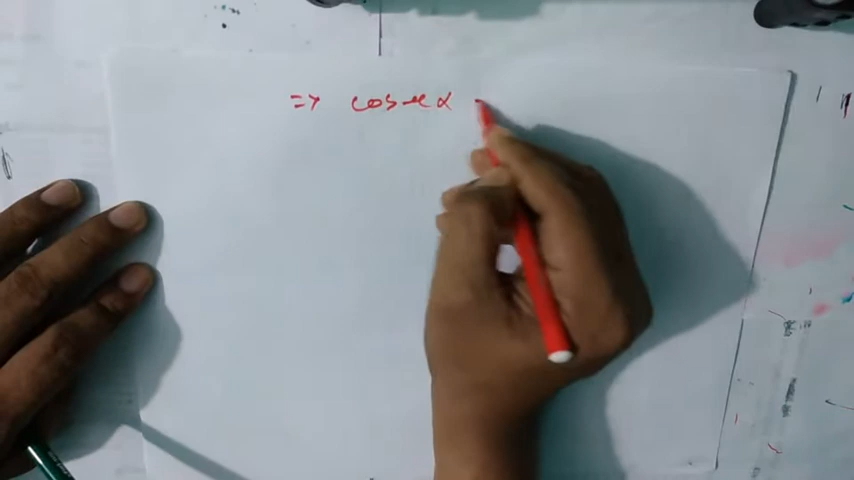 => cosec α -